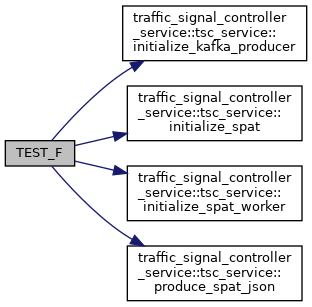 traffic_signal_controller
_service::tsc_service::
initialize_kafka_producer
traffic_signal_controller
_service::tsc_service::
initialize_spat
TEST_F
traffic_signal_controller
_service::tsc_service::
initialize_spat_worker
traffic_signal_controller
_service::tsc_service::
produce_spat_json